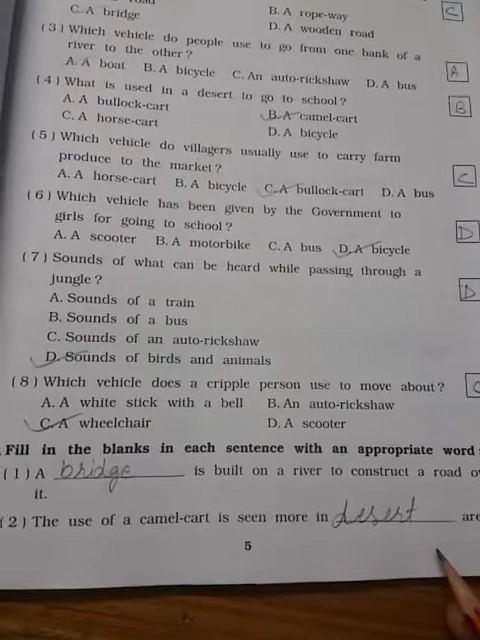 C. A bridge B. A rope-way C
D. A wooden road
(3) Which vehicle do people use to go from one bank of a
river to the other?
A. A boat B. A bicycle C. An auto-rickshaw D. A bus A
(4) What is used in a desert to go to school?
A. A bullock-cart B. A camel-cart B
C. A horse-cart D. A bicycle
(5) Which vehicle do villagers usually use to carry farm
produce to the market?
A. A horse-cart B. A bicycle C. A bullock-cart D. A bus C
(6) Which vehicle has been given by the Government to
girls for going to school?
A. A scooter B. A motorbike C. A bus D. A bicycle D
(7) Sounds of what can be heard while passing through a
jungle? D
A. Sounds of a train
B. Sounds of a bus
C. Sounds of an auto-rickshaw
D. Sounds of birds and animals
(8) Which vehicle does a cripple person use to move about? C
A. A white stick with a bell B. An auto-rickshaw
C. A wheelchair D. A scooter
. Fill in the blanks in each sentence with an appropriate word
(1) A bridge is built on a river to construct a road
it.
(2) The use of a camel-cart is seen more in desert
5